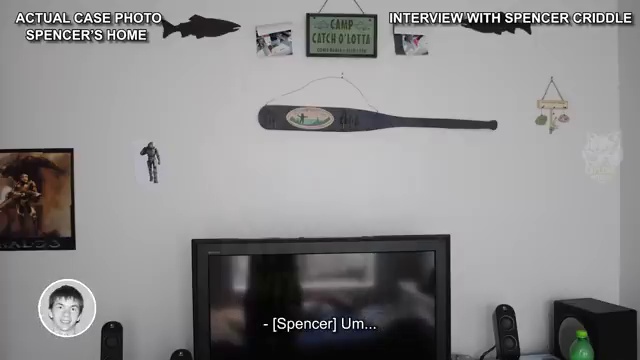 ACTUAL CASE PHOTO
SPENCER'S HOME
INTERVIEW WITH SPENCER CRIDDLE
CAMP
CATCH O'LOTTA
- [Spencer] Um...